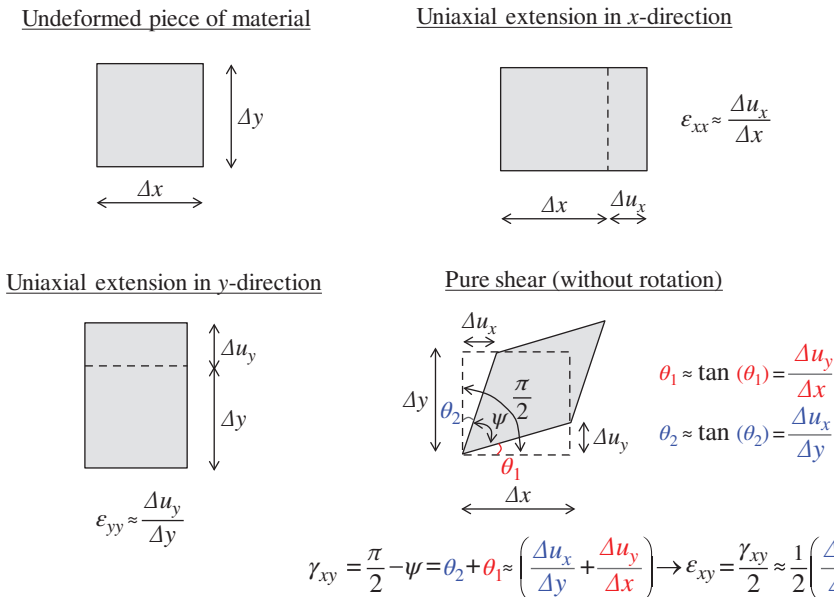 Undeformed piece of material
Uniaxial extension in x-direction
Δy
Δx
ε_xx ≈ Δu_x / Δx
Δx
Δu_x
Uniaxial extension in y-direction
Pure shear (without rotation)
Δu_y
Δy
ε_yy ≈ Δu_y / Δy
Δu_x
Δy
θ_2
ψ
π/2
θ_1
Δu_y
Δx
θ_1 ≈ tan (θ_1) = Δu_y / Δx
θ_2 ≈ tan (θ_2) = Δu_x / Δy
γ_xy = π/2 − ψ = θ_2 + θ_1 ≈ (Δu_x / Δy + Δu_y / Δx) → ε_xy = γ_xy / 2 ≈ 1/2 (